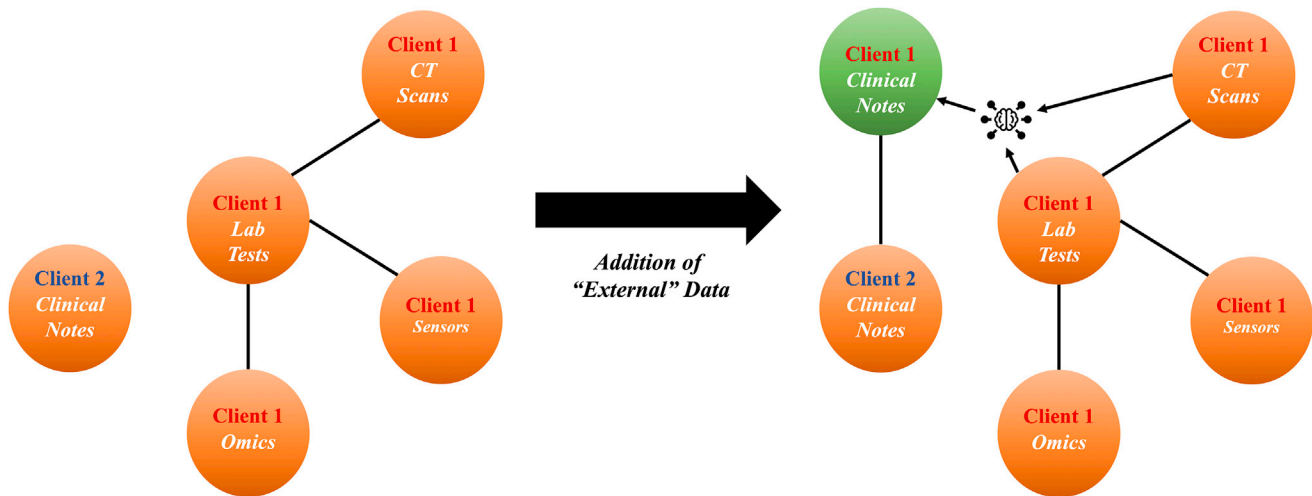 Client 1
CT
Scans
Client 1
Lab
Tests
Client 2
Clinical
Notes
Client 1
Sensors
Client 1
Omics
Addition of
“External” Data
Client 1
Clinical
Notes
Client 1
CT
Scans
Client 1
Lab
Tests
Client 2
Clinical
Notes
Client 1
Sensors
Client 1
Omics